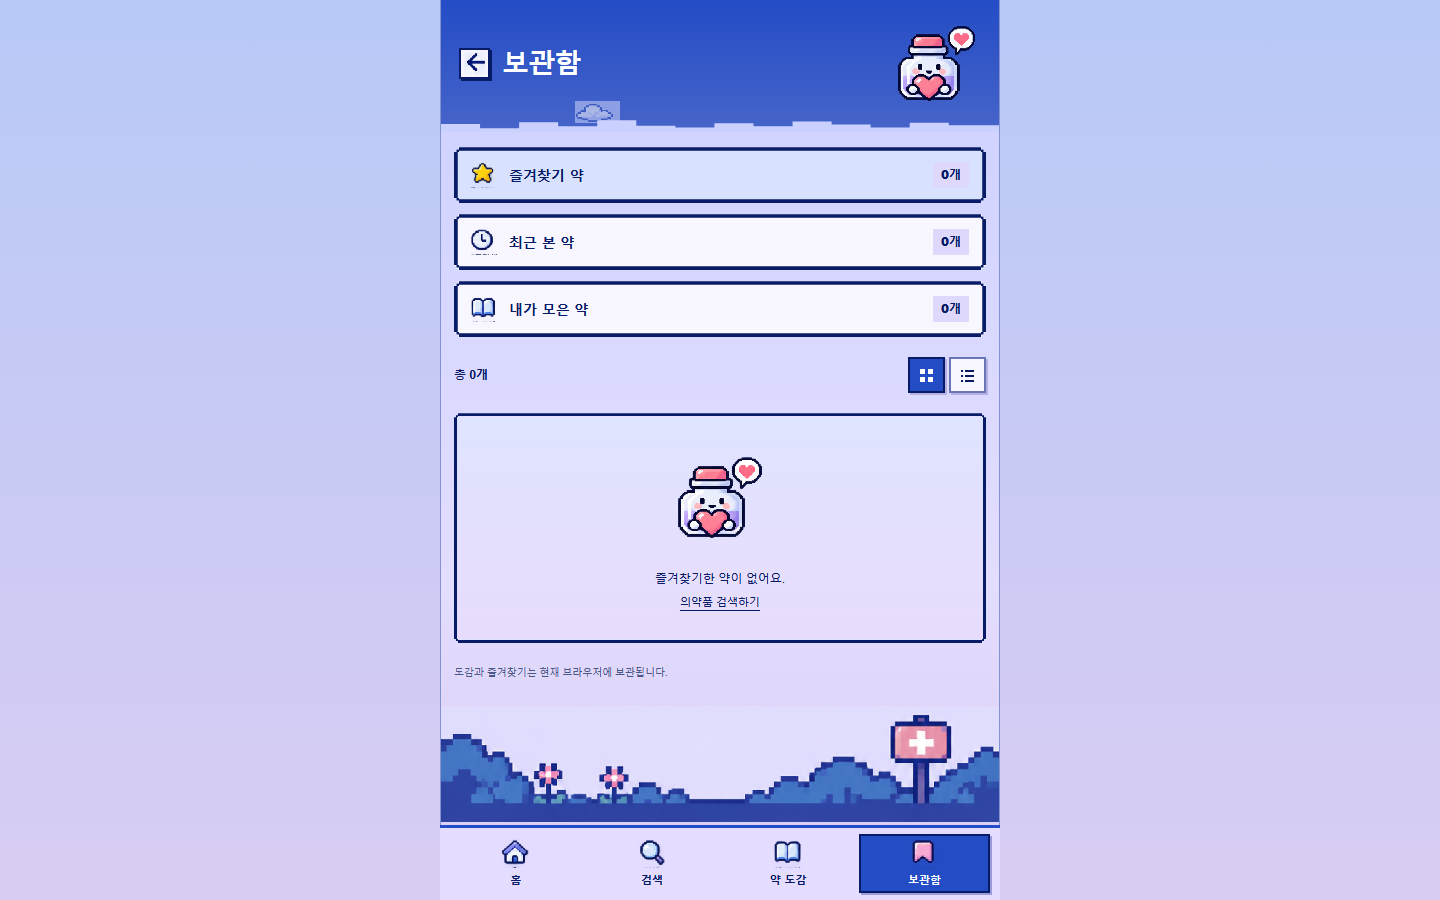 보관함
즐겨찾기 약
0개
최근 본 약
0개
내가 모은 약
0개
총 0개
즐겨찾기한 약이 없어요.
의약품 검색하기
도감과 즐겨찾기는 현재 브라우저에 보관됩니다.
홈
검색
약 도감
보관함